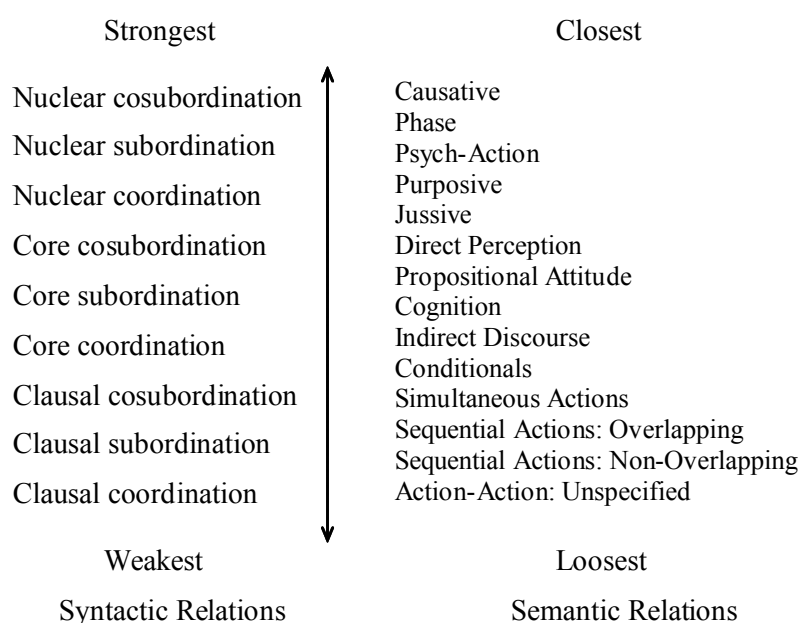 Strongest
Closest
Nuclear cosubordination
Nuclear subordination
Nuclear coordination
Core cosubordination
Core subordination
Core coordination
Clausal cosubordination
Clausal subordination
Clausal coordination
Causative
Phase
Psych-Action
Purposive
Jussive
Direct Perception
Propositional Attitude
Cognition
Indirect Discourse
Conditionals
Simultaneous Actions
Sequential Actions: Overlapping
Sequential Actions: Non-Overlapping
Action-Action: Unspecified
Weakest
Loosest
Syntactic Relations
Semantic Relations